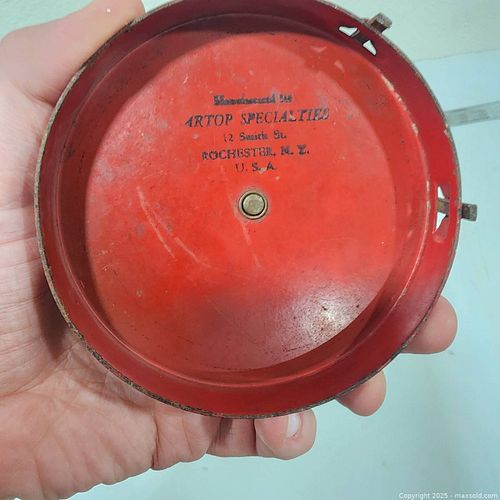 ARTOP SPECIALTIES
12 Smith St.
ROCHESTER, N. Y.
U. S. A.
Copyright 2025 - maxsold.com